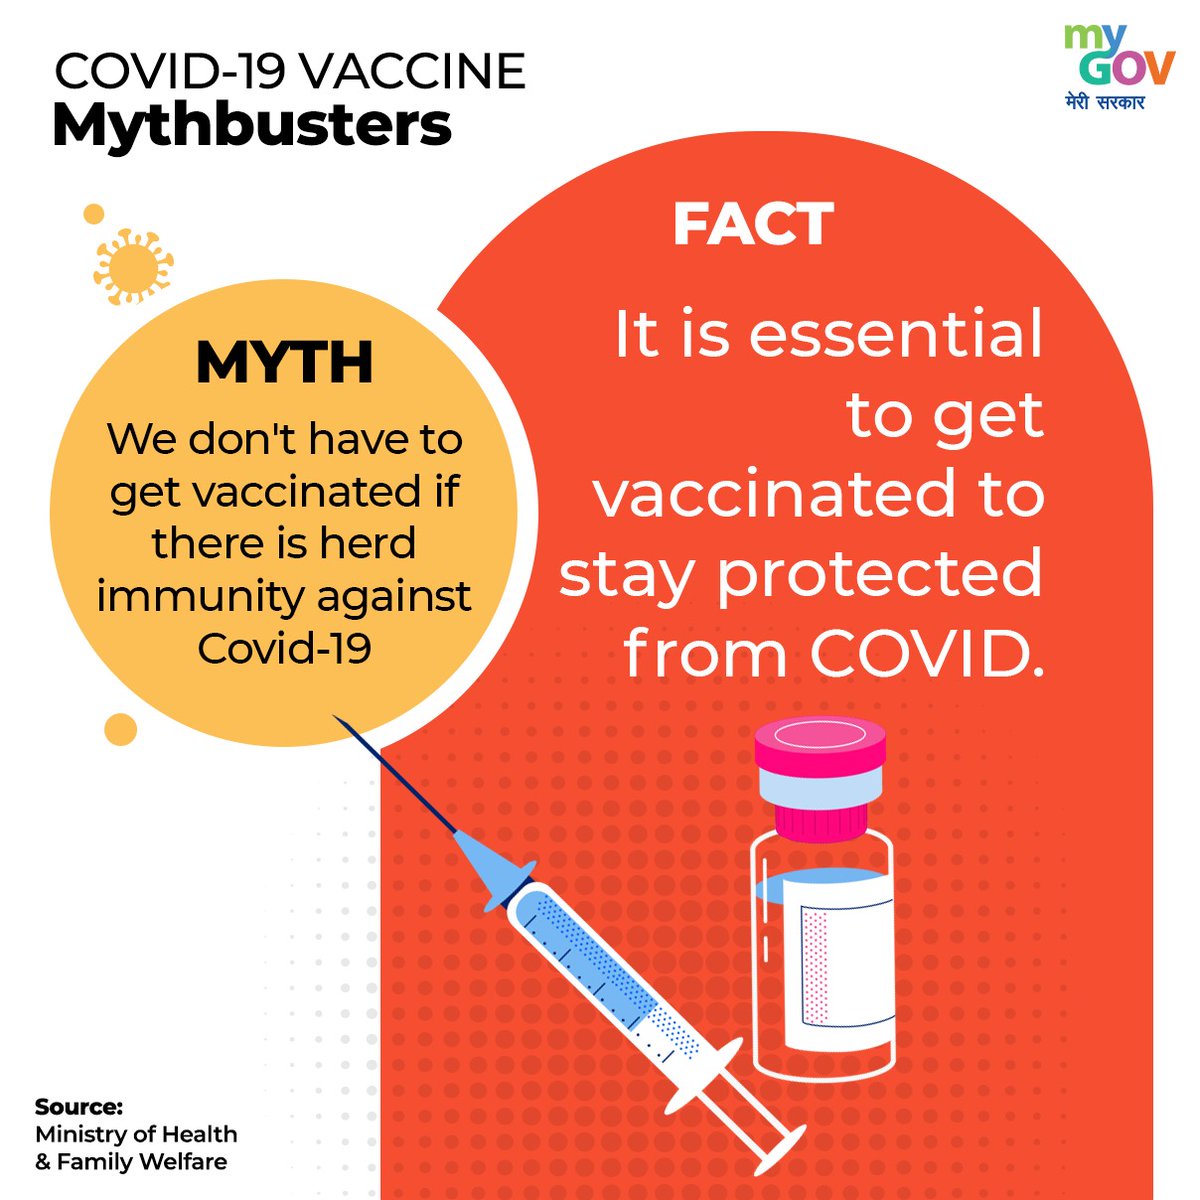 COVID-19 VACCINE
Mythbusters
my
GOV
मेरी सरकार
MYTH
We don't have to
get vaccinated if
there is herd
immunity against
Covid-19
FACT
It is essential
to get
vaccinated to
stay protected
from COVID.
Source:
Ministry of Health
& Family Welfare